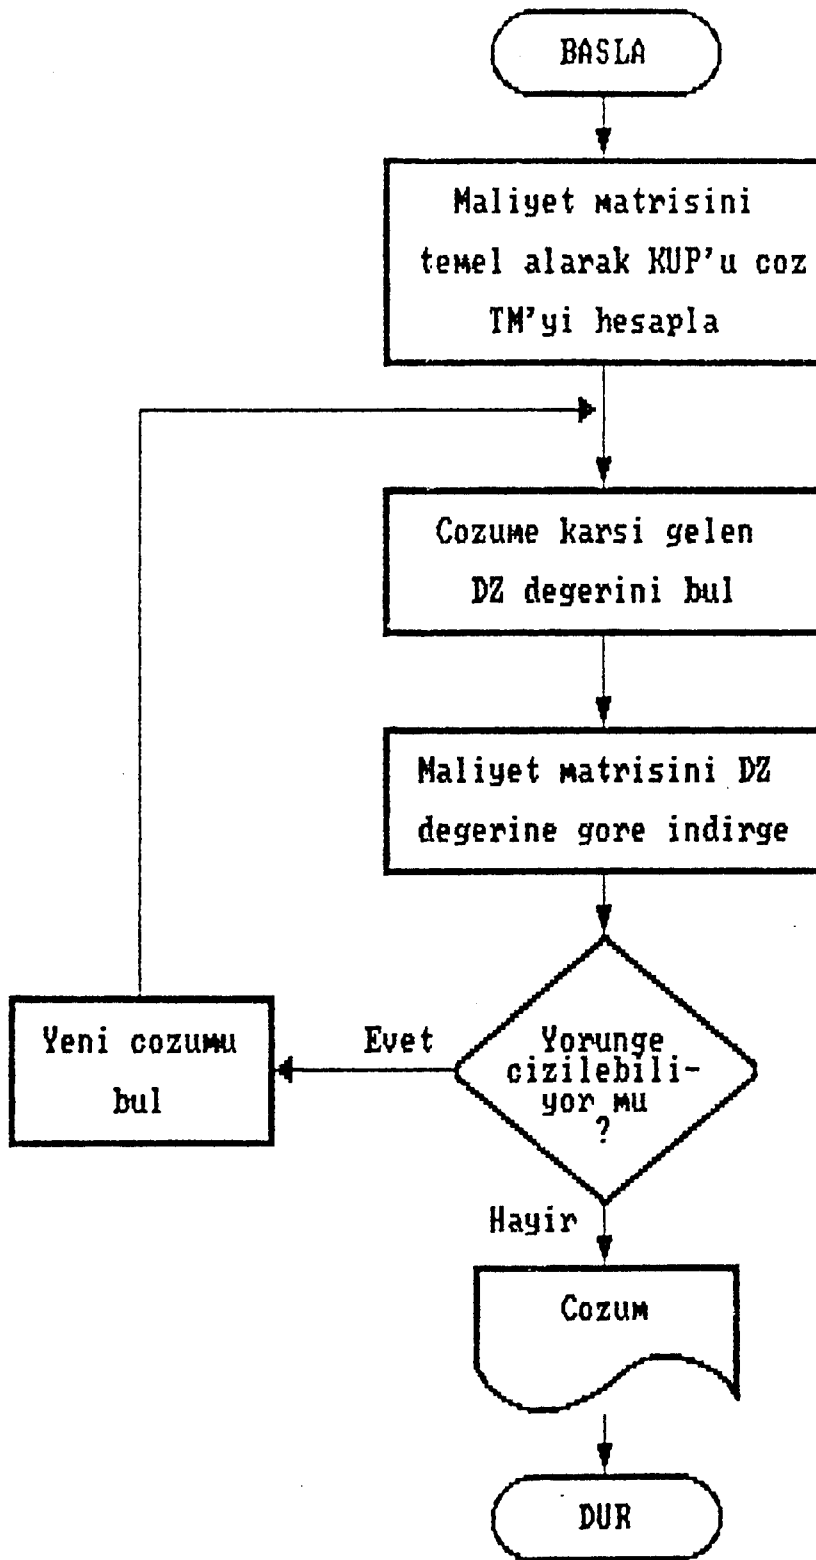 BASLA
Maliyet matrisini
temel alarak KUP'u coz
TM'yi hesapla
Cozume karsi gelen
DZ degerini bul
Maliyet matrisini DZ
degerine gore indirge
Yorunge
cizilebili-
yor mu
?
Evet
Yeni cozumu
bul
Hayir
Cozum
DUR